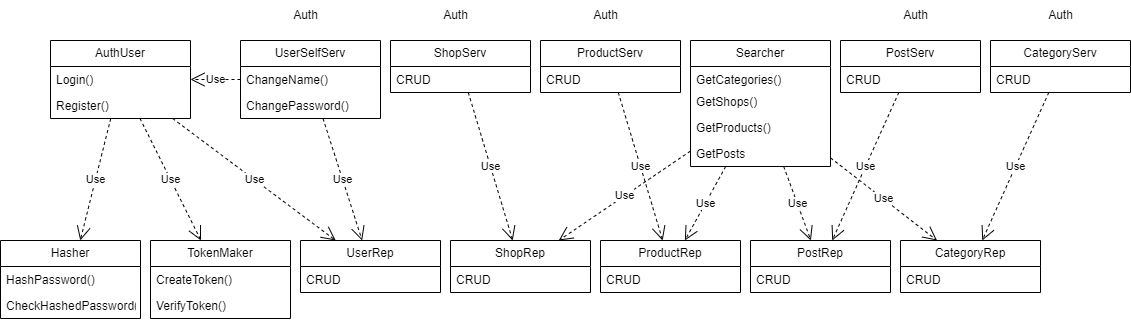 Auth
Auth
Auth
Auth
Auth
AuthUser
Login()
Register()
UserSelfServ
ChangeName()
ChangePassword()
ShopServ
CRUD
ProductServ
CRUD
Searcher
GetCategories()
GetShops()
GetProducts()
GetPosts
PostServ
CRUD
CategoryServ
CRUD
Use
Use
Use
Use
Use
Use
Use
Use
Use
Use
Use
Use
Use
Hasher
HashPassword()
CheckHashedPassword(
TokenMaker
CreateToken()
VerifyToken()
UserRep
CRUD
ShopRep
CRUD
ProductRep
CRUD
PostRep
CRUD
CategoryRep
CRUD